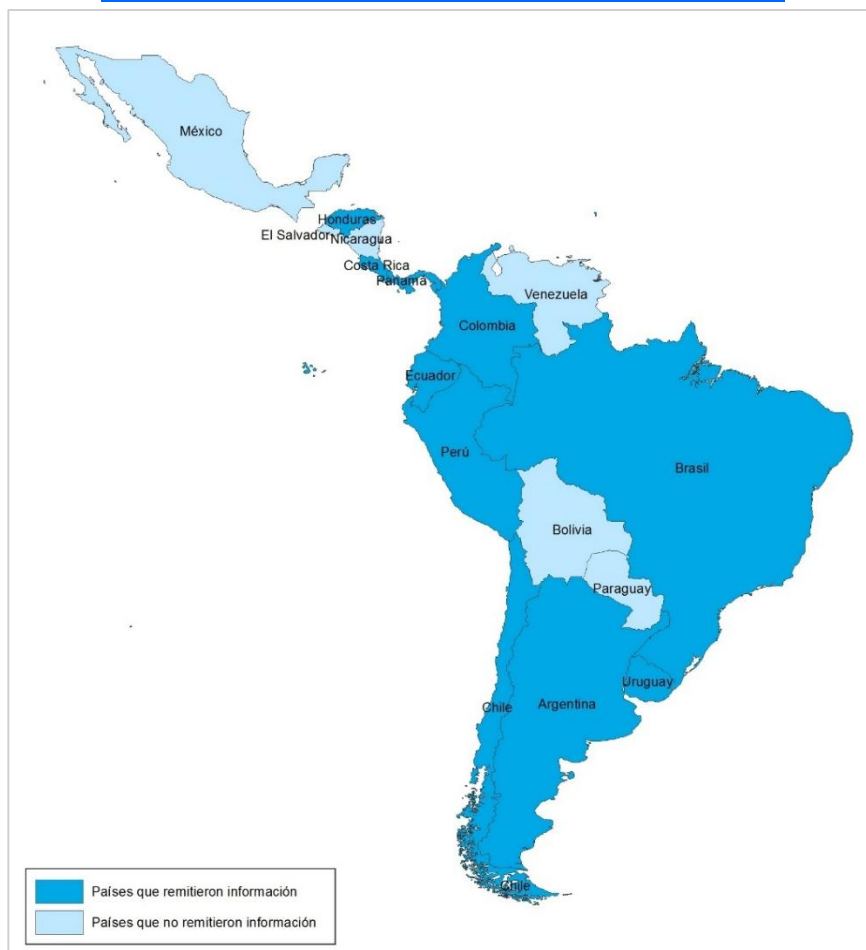 México
Honduras
El Salvador
Nicaragua
Costa Rica
Panamá
Venezuela
Colombia
Ecuador
Perú
Brasil
Bolivia
Paraguay
Uruguay
Chile
Argentina
Chile
Países que remitieron información
Países que no remitieron información